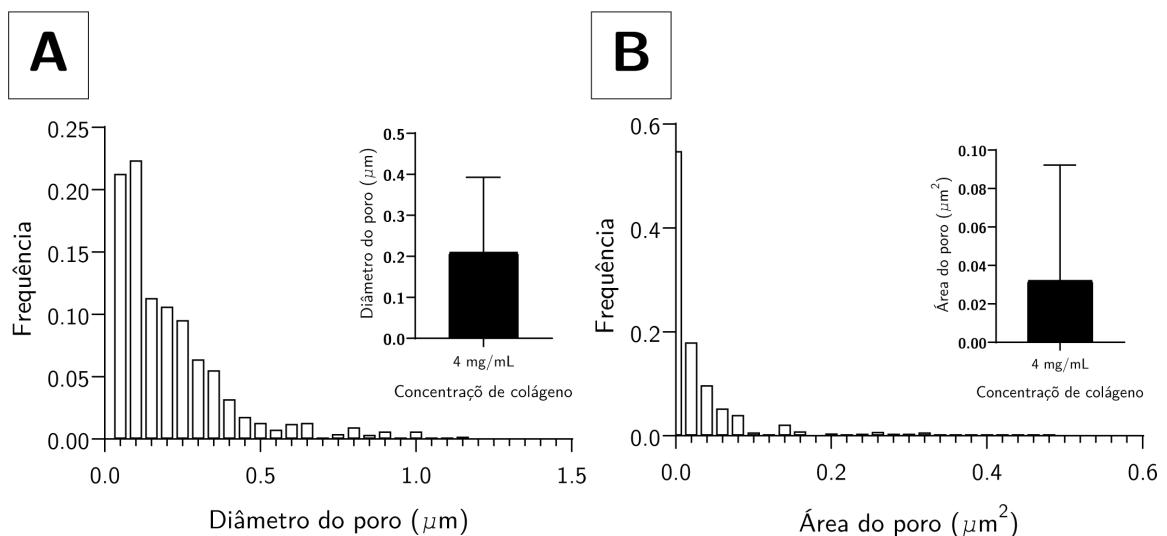 A
0.25
0.20
0.15
0.10
0.05
0.00
Frequência
0.0
0.5
1.0
1.5
Diâmetro do poro (μm)
0.5
0.4
0.3
0.2
0.1
0.0
Diâmetro do poro (μm)
4 mg/mL
Concentraçõ de colágeno
B
0.6
0.4
0.2
0.0
Frequência
0.0
0.2
0.4
0.6
Área do poro (μm²)
0.10
0.08
0.06
0.04
0.02
0.00
Área do poro (μm²)
4 mg/mL
Concentraçõ de colágeno